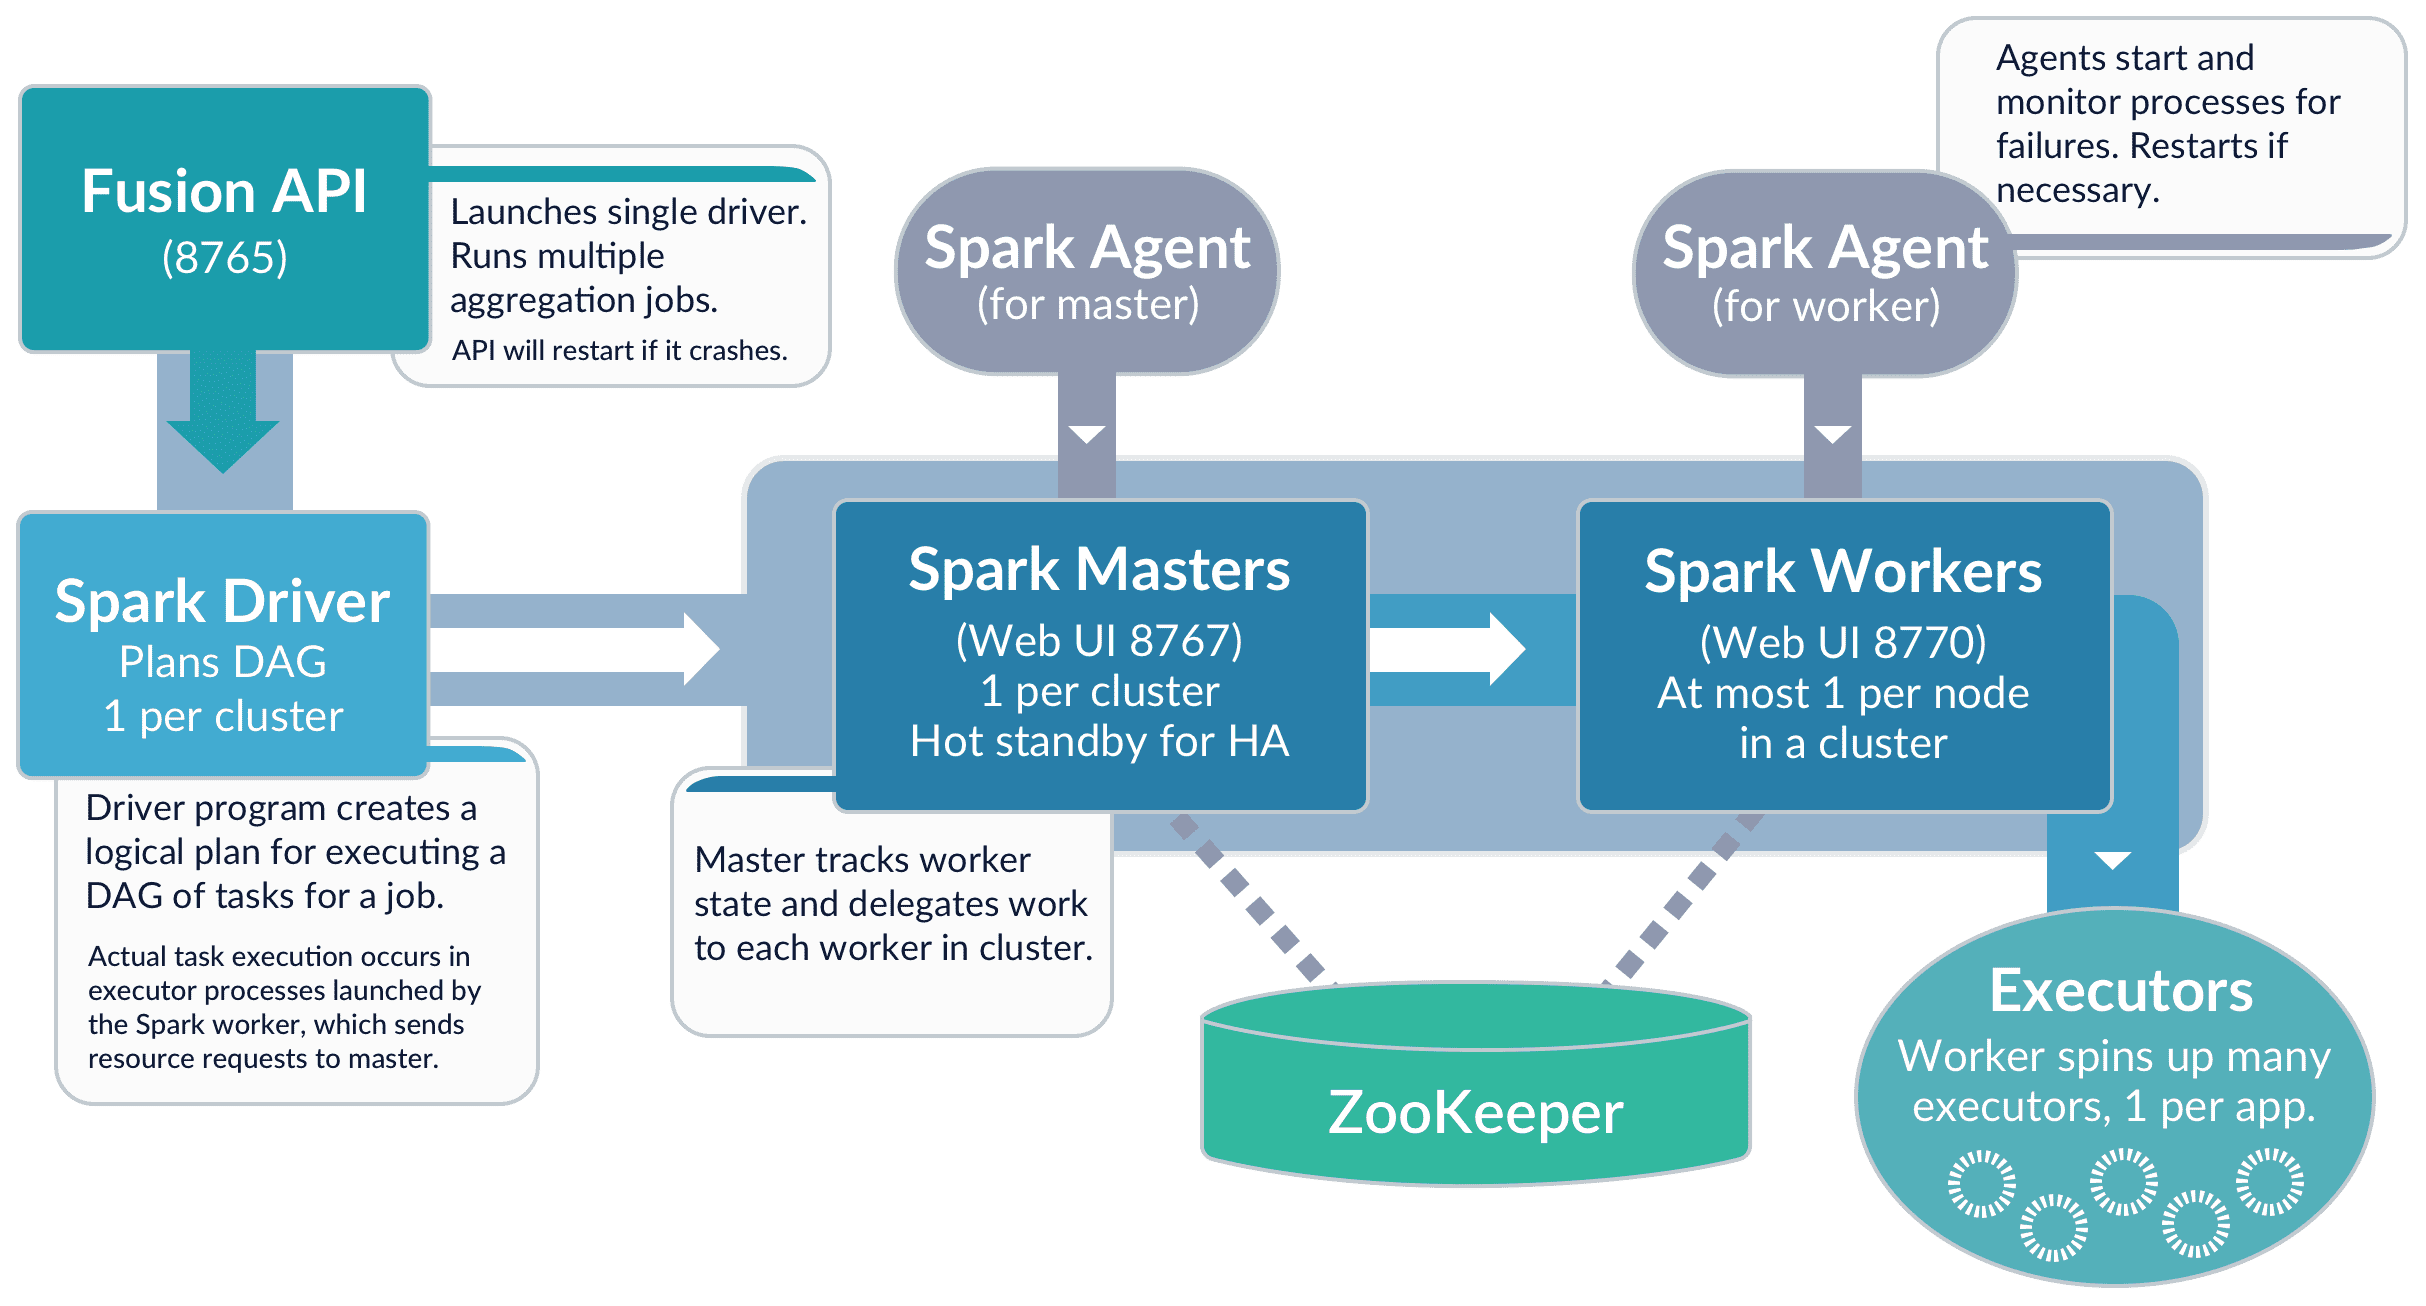 Fusion API
(8765)
Launches single driver.
Runs multiple
aggregation jobs.
API will restart if it crashes.
Spark Agent
(for master)
Spark Agent
(for worker)
Agents start and
monitor processes for
failures. Restarts if
necessary.
Spark Driver
Plans DAG
1 per cluster
Driver program creates a
logical plan for executing a
DAG of tasks for a job.
Actual task execution occurs in
executor processes launched by
the Spark worker, which sends
resource requests to master.
Spark Masters
(Web UI 8767)
1 per cluster
Hot standby for HA
Master tracks worker
state and delegates work
to each worker in cluster.
Spark Workers
(Web UI 8770)
At most 1 per node
in a cluster
ZooKeeper
Executors
Worker spins up many
executors, 1 per app.